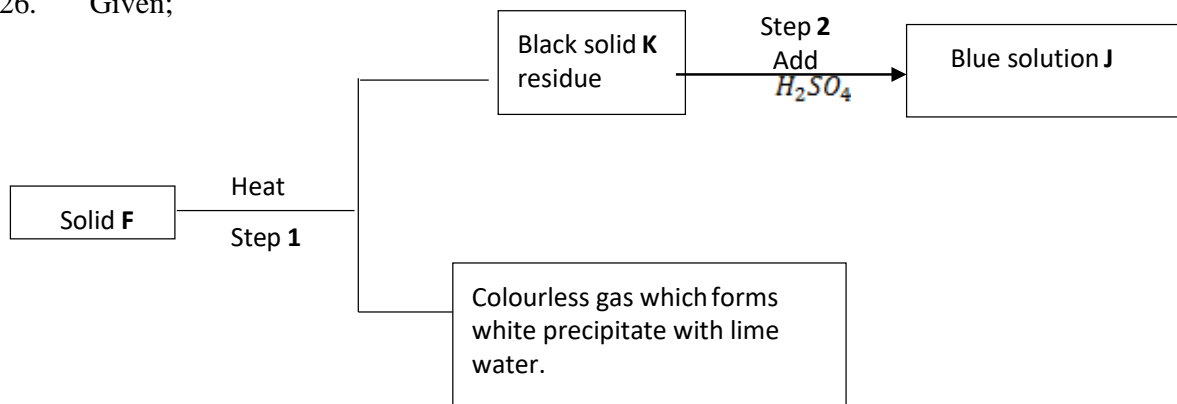 26. Given;
Black solid K
residue
Step 2
Add
H₂SO₄
Blue solution J
Solid F
Heat
Step 1
Colourless gas which forms
white precipitate with lime
water.